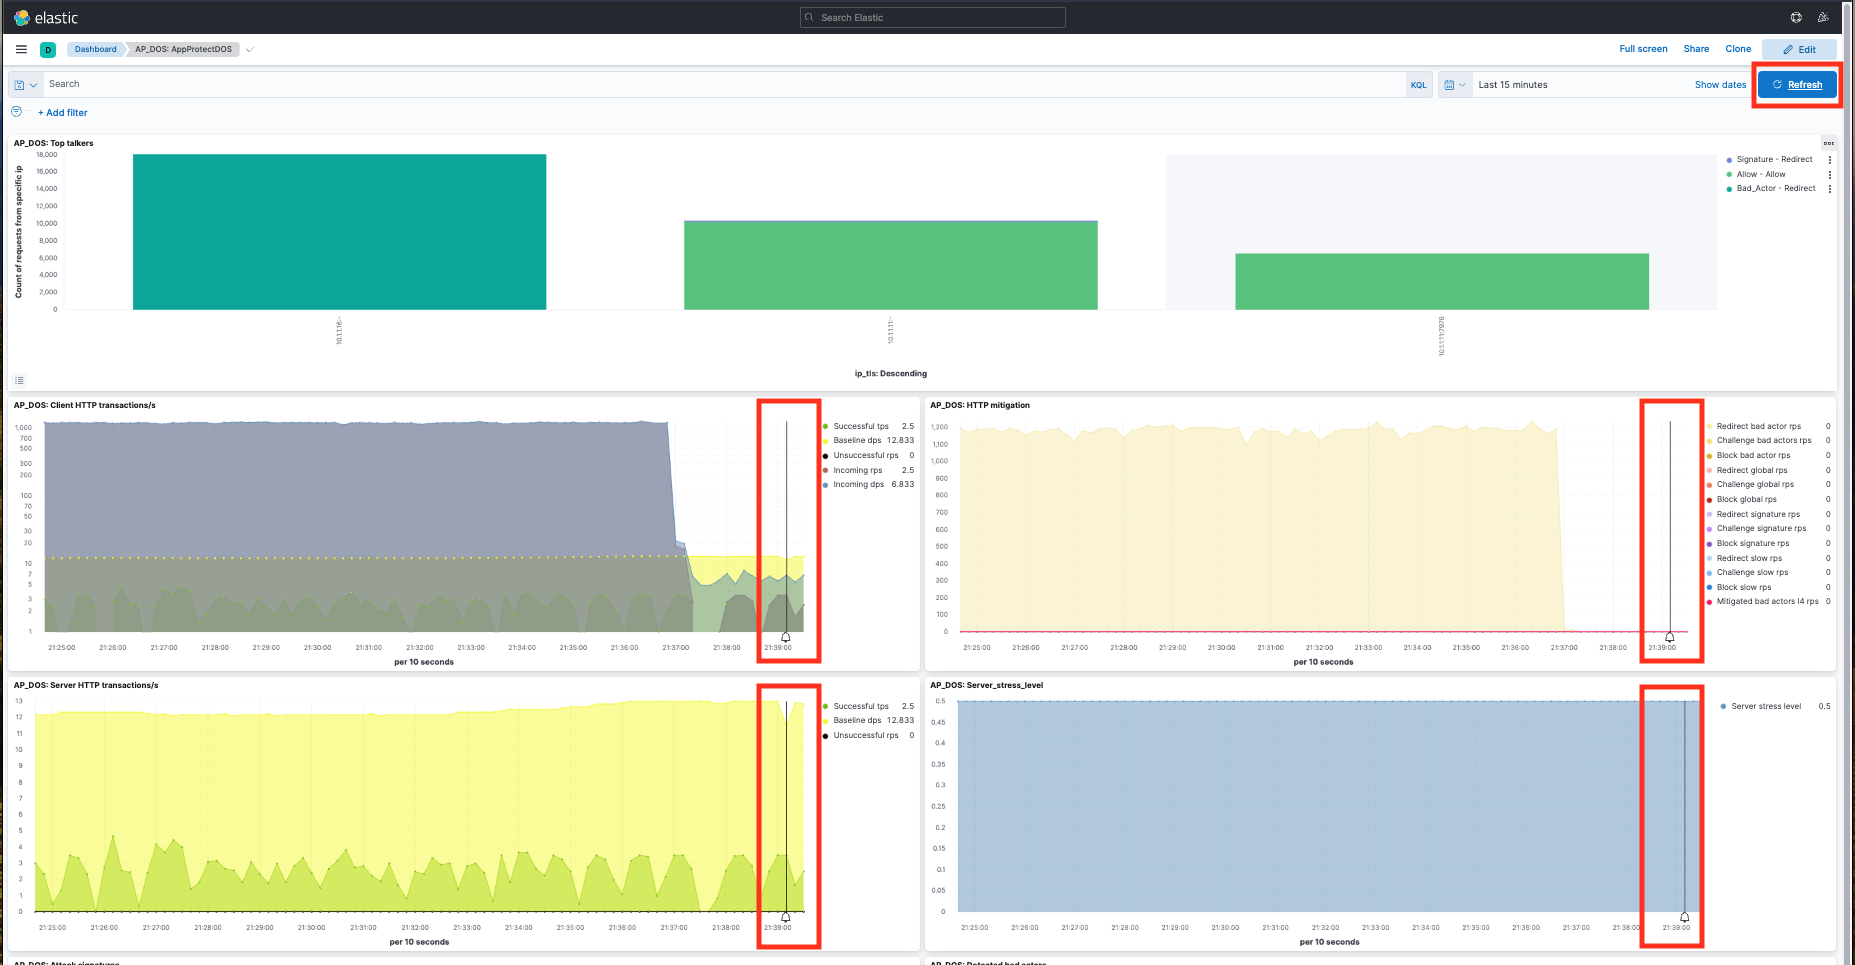 elastic
Search Elastic
D
Dashboard
AP_DOS: AppProtectDOS
Full screen
Share
Clone
Edit
Search
KQL
Last 15 minutes
Show dates
Refresh
+ Add filter
AP_DOS: Top talkers
Count of requests from specific ip
18,000
16,000
14,000
12,000
10,000
8,000
6,000
4,000
2,000
0
ip_tls: Descending
Signature - Redirect
Allow - Allow
Bad_Actor - Redirect
AP_DOS: Client HTTP transactions/s
1,000
700
500
300
200
100
70
50
30
20
10
7
5
3
2
1
21:25:00 21:26:00 21:27:00 21:28:00 21:29:00 21:30:00 21:31:00 21:32:00 21:33:00 21:34:00 21:35:00 21:36:00 21:37:00 21:38:00 21:39:00
per 10 seconds
Successful tps 2.5
Baseline dps 12.833
Unsuccessful rps 0
Incoming rps 2.5
Incoming dps 6.833
AP_DOS: HTTP mitigation
1,200
1,100
1,000
900
800
700
600
500
400
300
200
100
0
21:25:00 21:26:00 21:27:00 21:28:00 21:29:00 21:30:00 21:31:00 21:32:00 21:33:00 21:34:00 21:35:00 21:36:00 21:37:00 21:38:00 21:39:00
per 10 seconds
Redirect bad actor rps 0
Challenge bad actors rps 0
Block bad actor rps 0
Redirect global rps 0
Challenge global rps 0
Block global rps 0
Redirect signature rps 0
Challenge signature rps 0
Block signature rps 0
Redirect slow rps 0
Challenge slow rps 0
Block slow rps 0
Mitigated bad actors l4 rps 0
AP_DOS: Server HTTP transactions/s
13
12
11
10
9
8
7
6
5
4
3
2
1
0
21:25:00 21:26:00 21:27:00 21:28:00 21:29:00 21:30:00 21:31:00 21:32:00 21:33:00 21:34:00 21:35:00 21:36:00 21:37:00 21:38:00 21:39:00
per 10 seconds
Successful tps 2.5
Baseline dps 12.833
Unsuccessful rps 0
AP_DOS: Server_stress_level
0.5
0.45
0.4
0.35
0.3
0.25
0.2
0.15
0.1
0.05
0
21:25:00 21:26:00 21:27:00 21:28:00 21:29:00 21:30:00 21:31:00 21:32:00 21:33:00 21:34:00 21:35:00 21:36:00 21:37:00 21:38:00 21:39:00
per 10 seconds
Server stress level 0.5
AP_DOS: Attack signatures
AP_DOS: Detected bad actors